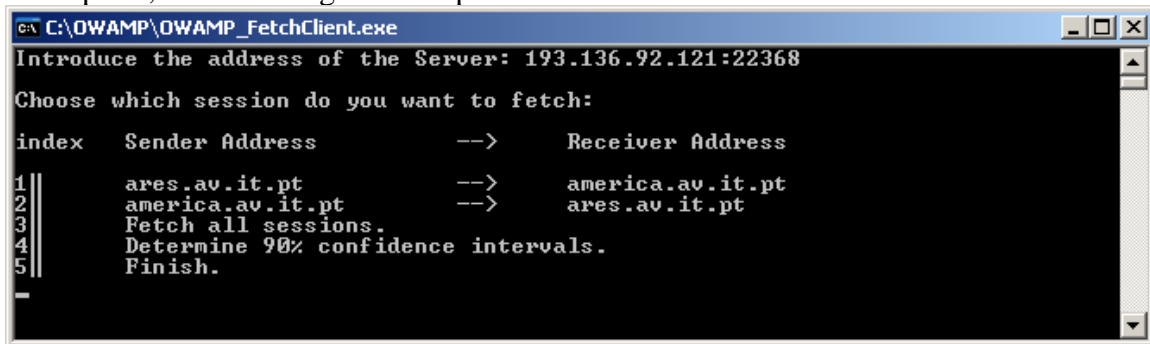 C:\OWAMP\OWAMP_FetchClient.exe
Introduce the address of the Server: 193.136.92.121:22368
Choose which session do you want to fetch:
index Sender Address --> Receiver Address
1|| ares.av.it.pt --> america.av.it.pt
2|| america.av.it.pt --> ares.av.it.pt
3|| Fetch all sessions.
4|| Determine 90% confidence intervals.
5|| Finish.